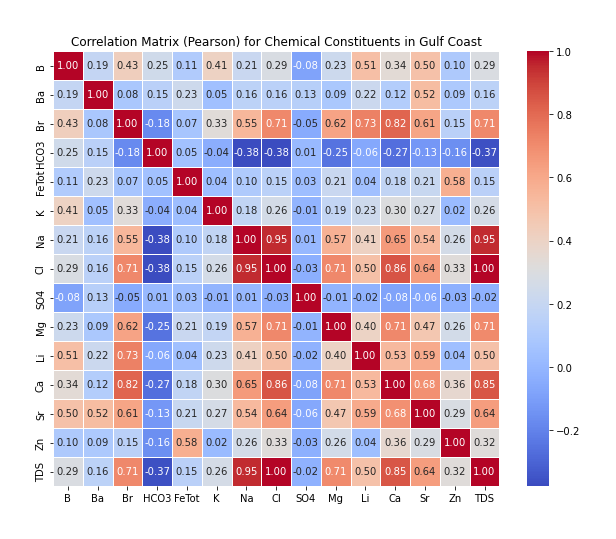 Correlation Matrix (Pearson) for Chemical Constituents in Gulf Coast
B 1.00 0.19 0.43 0.25 0.11 0.41 0.21 0.29 -0.08 0.23 0.51 0.34 0.50 0.10 0.29
Ba 0.19 1.00 0.08 0.15 0.23 0.05 0.16 0.16 0.13 0.09 0.22 0.12 0.52 0.09 0.16
Br 0.43 0.08 1.00 -0.18 0.07 0.33 0.55 0.71 -0.05 0.62 0.73 0.82 0.61 0.15 0.71
HCO3 0.25 0.15 -0.18 1.00 0.05 -0.04 -0.38 -0.38 0.01 -0.25 -0.06 -0.27 -0.13 -0.16 -0.37
FeTot 0.11 0.23 0.07 0.05 1.00 0.04 0.10 0.15 0.03 0.21 0.04 0.18 0.21 0.58 0.15
K 0.41 0.05 0.33 -0.04 0.04 1.00 0.18 0.26 -0.01 0.19 0.23 0.30 0.27 0.02 0.26
Na 0.21 0.16 0.55 -0.38 0.10 0.18 1.00 0.95 0.01 0.57 0.41 0.65 0.54 0.26 0.95
Cl 0.29 0.16 0.71 -0.38 0.15 0.26 0.95 1.00 -0.03 0.71 0.50 0.86 0.64 0.33 1.00
SO4 -0.08 0.13 -0.05 0.01 0.03 -0.01 0.01 -0.03 1.00 -0.01 -0.02 -0.08 -0.06 -0.03 -0.02
Mg 0.23 0.09 0.62 -0.25 0.21 0.19 0.57 0.71 -0.01 1.00 0.40 0.71 0.47 0.26 0.71
Li 0.51 0.22 0.73 -0.06 0.04 0.23 0.41 0.50 -0.02 0.40 1.00 0.53 0.59 0.04 0.50
Ca 0.34 0.12 0.82 -0.27 0.18 0.30 0.65 0.86 -0.08 0.71 0.53 1.00 0.68 0.36 0.85
Sr 0.50 0.52 0.61 -0.13 0.21 0.27 0.54 0.64 -0.06 0.47 0.59 0.68 1.00 0.29 0.64
Zn 0.10 0.09 0.15 -0.16 0.58 0.02 0.26 0.33 -0.03 0.26 0.04 0.36 0.29 1.00 0.32
TDS 0.29 0.16 0.71 -0.37 0.15 0.26 0.95 1.00 -0.02 0.71 0.50 0.85 0.64 0.32 1.00
B Ba Br HCO3 FeTot K Na Cl SO4 Mg Li Ca Sr Zn TDS
1.0
0.8
0.6
0.4
0.2
0.0
−0.2